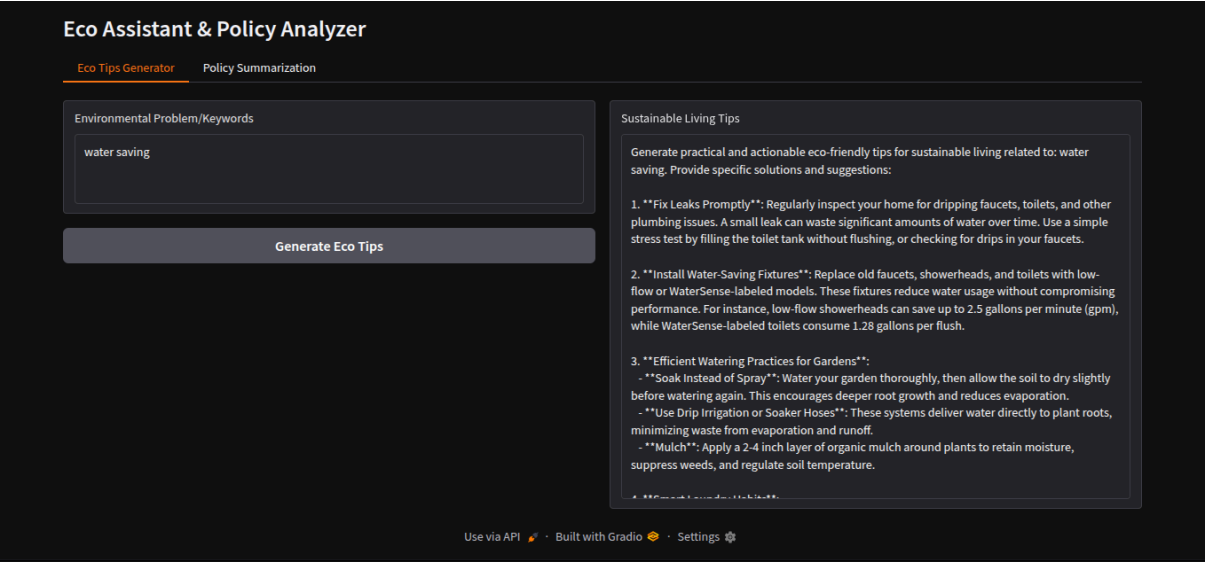 Eco Assistant & Policy Analyzer
Eco Tips Generator
Policy Summarization
Environmental Problem/Keywords
water saving
Generate Eco Tips
Sustainable Living Tips
Generate practical and actionable eco-friendly tips for sustainable living related to: water
saving. Provide specific solutions and suggestions:
1. **Fix Leaks Promptly**: Regularly inspect your home for dripping faucets, toilets, and other
plumbing issues. A small leak can waste significant amounts of water over time. Use a simple
stress test by filling the toilet tank without flushing, or checking for drips in your faucets.
2. **Install Water-Saving Fixtures**: Replace old faucets, showerheads, and toilets with low-
flow or WaterSense-labeled models. These fixtures reduce water usage without compromising
performance. For instance, low-flow showerheads can save up to 2.5 gallons per minute (gpm),
while WaterSense-labeled toilets consume 1.28 gallons per flush.
3. **Efficient Watering Practices for Gardens**:
- **Soak Instead of Spray**: Water your garden thoroughly, then allow the soil to dry slightly
before watering again. This encourages deeper root growth and reduces evaporation.
- **Use Drip Irrigation or Soaker Hoses**: These systems deliver water directly to plant roots,
minimizing waste from evaporation and runoff.
- **Mulch**: Apply a 2-4 inch layer of organic mulch around plants to retain moisture,
suppress weeds, and regulate soil temperature.
4. **Smart Laundry Habits**:
Use via API · Built with Gradio · Settings